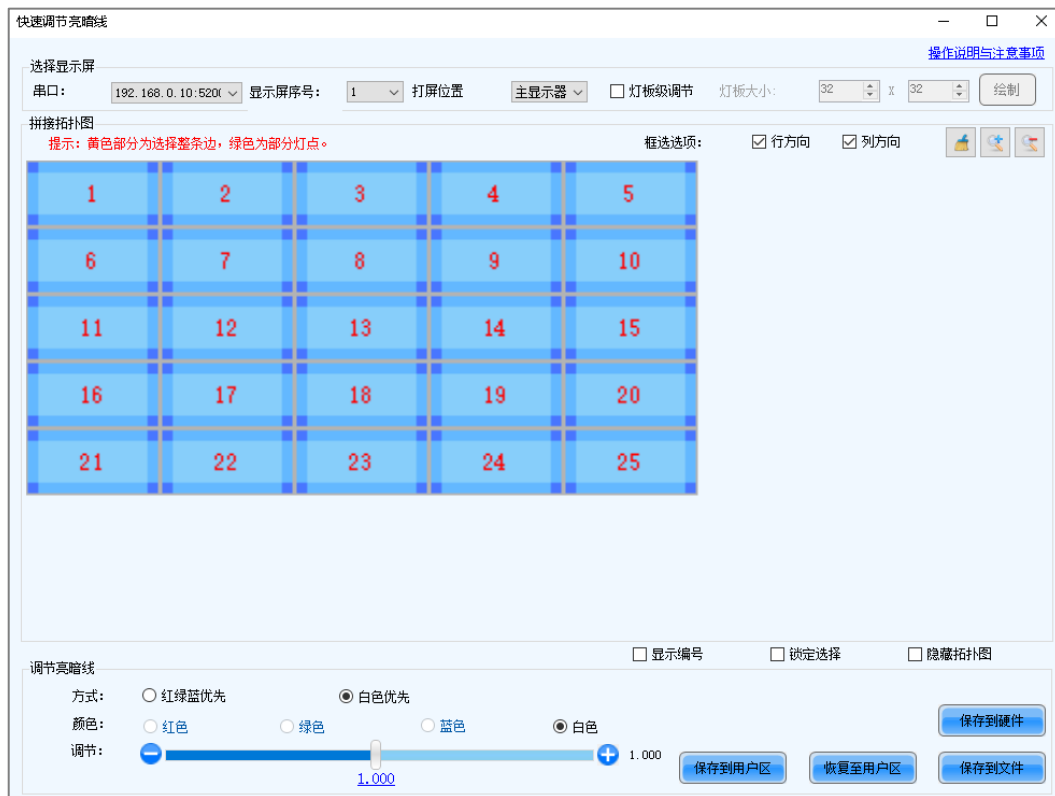 快速调节亮暗线
操作说明与注意事项
选择显示屏
串口： 192.168.0.10:520( 显示屏序号： 1 打屏位置 主显示器 灯板级调节 灯板大小: 32 X 32 绘制
拼接拓扑图
提示：黄色部分为选择整条边，绿色为部分灯点。 框选选项： 行方向 列方向
1 2 3 4 5
6 7 8 9 10
11 12 13 14 15
16 17 18 19 20
21 22 23 24 25
显示编号 锁定选择 隐藏拓扑图
调节亮暗线
方式： 红绿蓝优先 白色优先
颜色： 红色 绿色 蓝色 白色 保存到硬件
调节： 1.000
1.000 保存到用户区 恢复至用户区 保存到文件